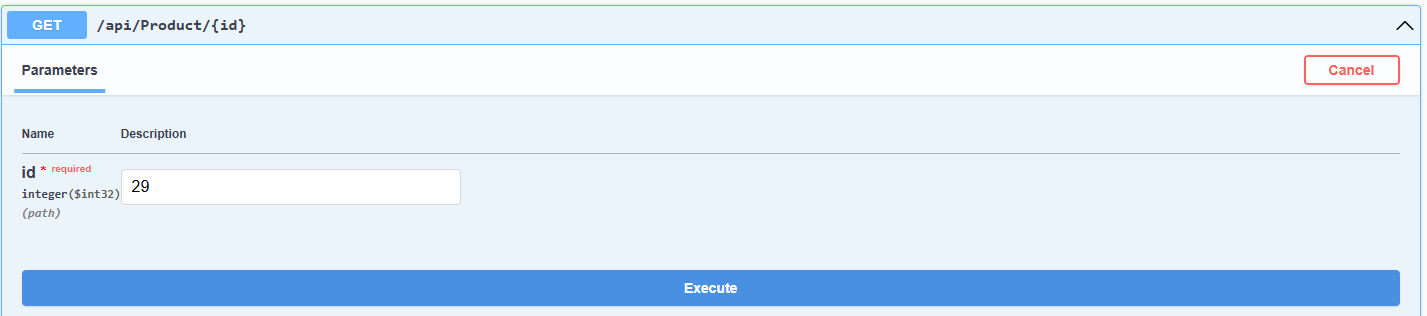 GET /api/Product/{id}
Parameters Cancel
Name Description
id * required
integer($int32) 29
(path)
Execute